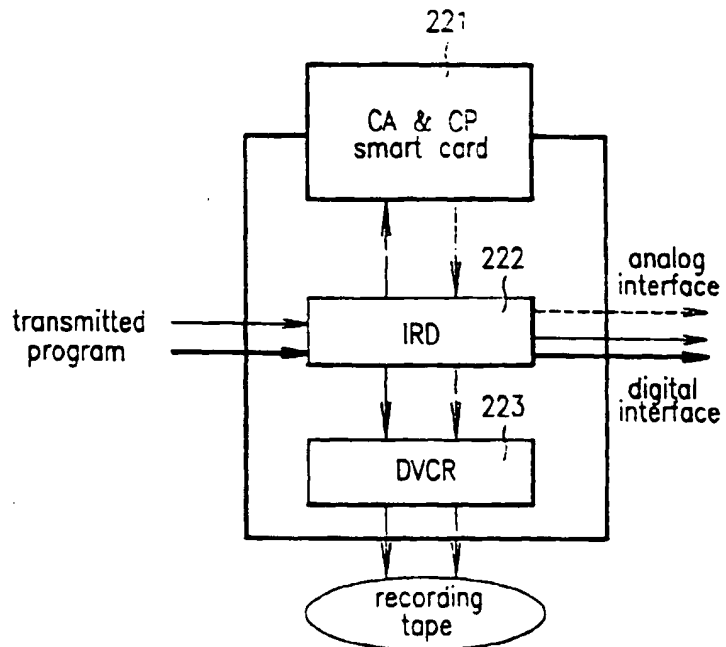 221
CA & CP
smart card
222
analog
interface
transmitted
program
IRD
digital
interface
223
DVCR
recording
tape